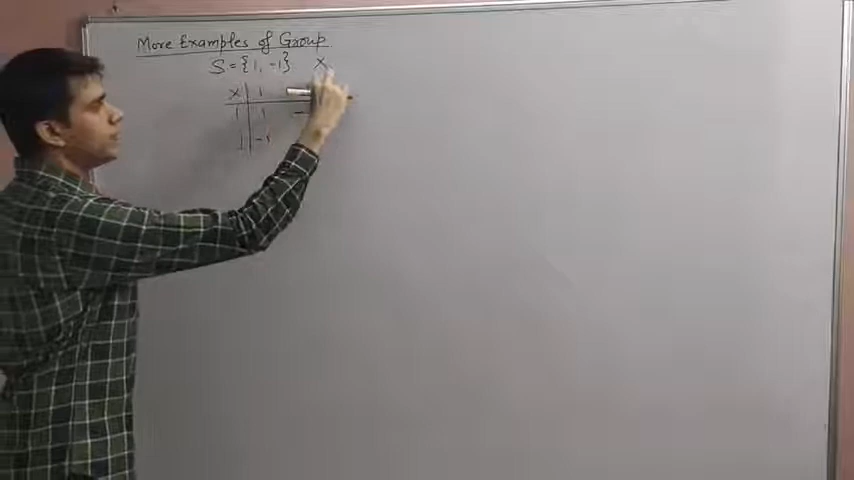 More Examples of Group
S = {1, -1} ×
× | 1
1 | 1 -
1 | -1